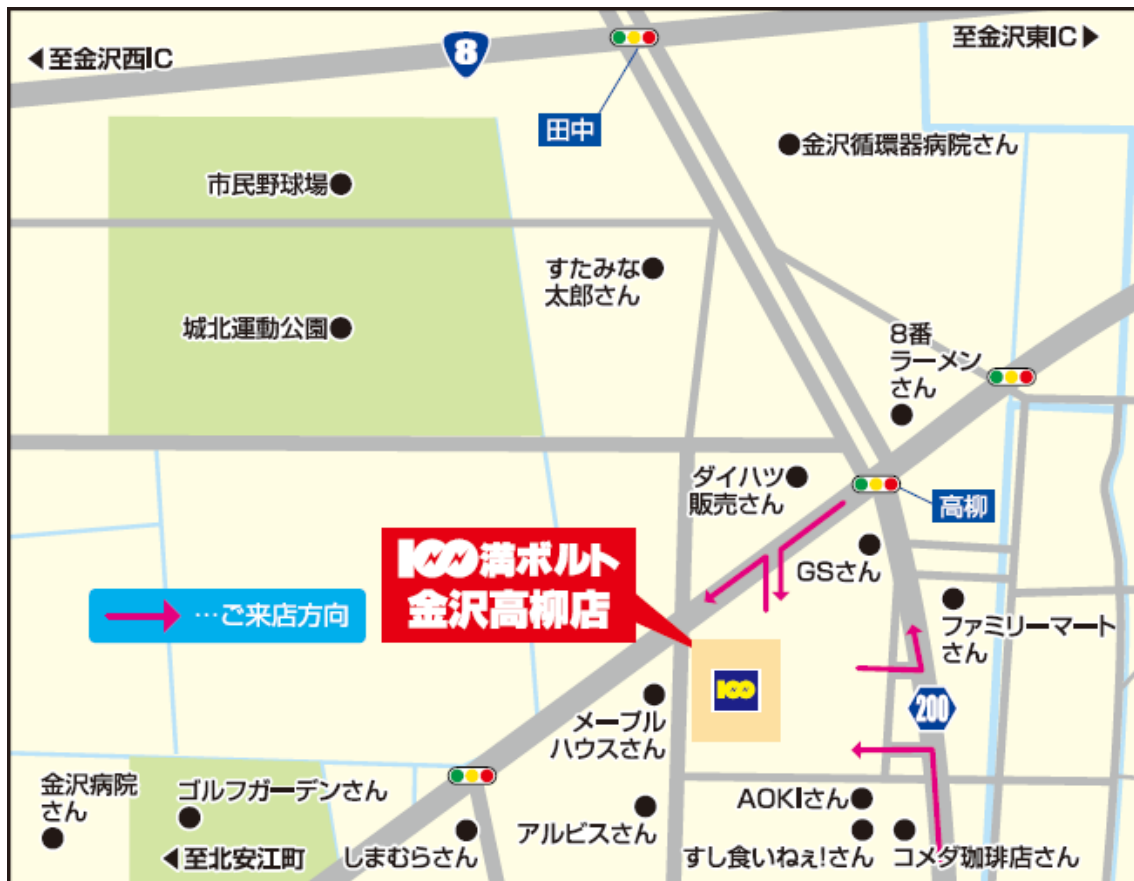 ◀至金沢西IC
8
至金沢東IC▶
田中
●金沢循環器病院さん
市民野球場●
すたみな●
太郎さん
城北運動公園●
8番
ラーメン
さん
ダイハツ●
販売さん
高柳
100満ボルト
金沢高柳店
GSさん
…ご来店方向
ファミリーマート
さん
100
200
メープル
ハウスさん
金沢病院
さん
ゴルフガーデンさん
AOKIさん●
アルビスさん
◀至北安江町
しまむらさん
すし食いねぇ!さん
コメダ珈琲店さん